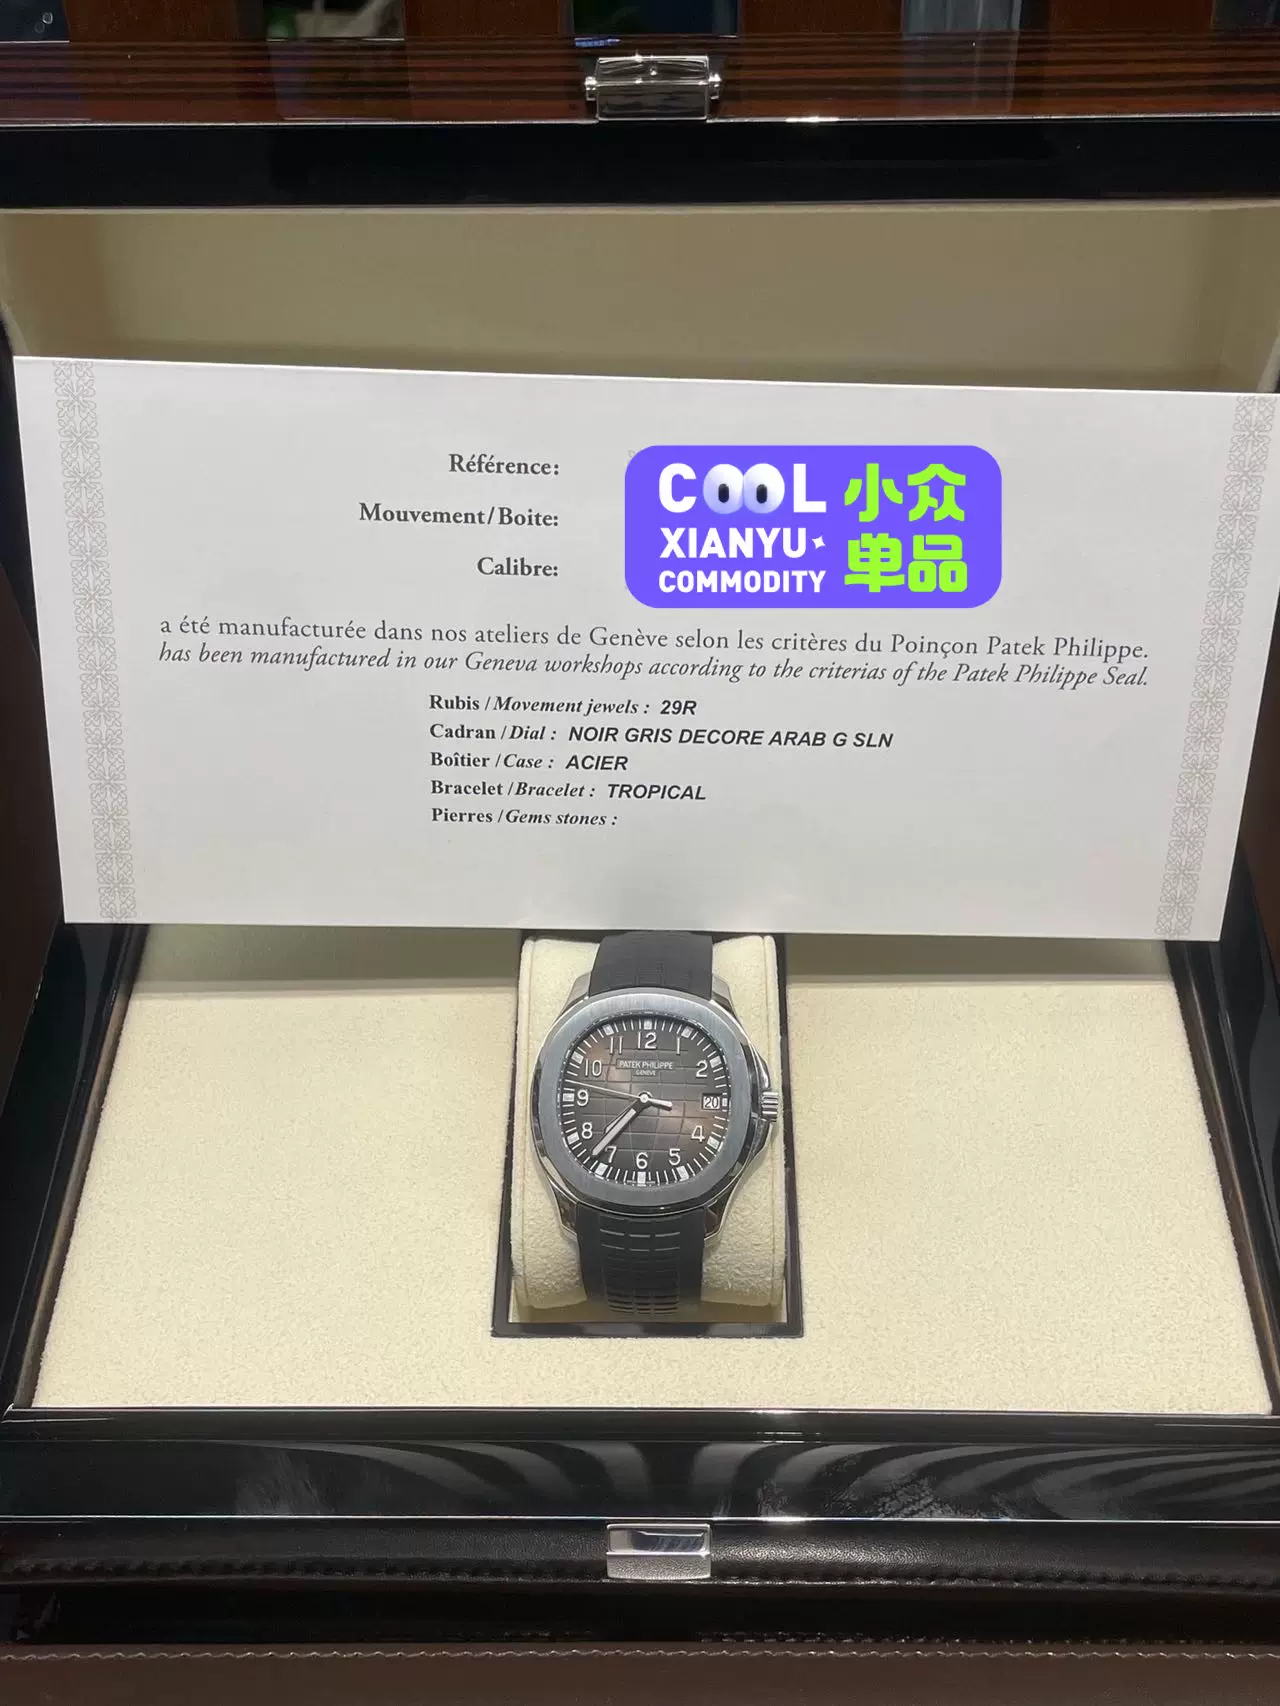 Référence:
Mouvement/Boite:
Calibre:
COOL 小众
XIANYU 单品
COMMODITY
a été manufacturée dans nos ateliers de Genève selon les critères du Poinçon Patek Philippe.
has been manufactured in our Geneva workshops according to the criterias of the Patek Philippe Seal.
Rubis / Movement jewels : 29R
Cadran / Dial : NOIR GRIS DECORE ARAB G SLN
Boîtier / Case : ACIER
Bracelet / Bracelet : TROPICAL
Pierres / Gems stones :
12
11 1
10 2
PATEK PHILIPPE
GENEVE
9 20
8 4
7 6 5